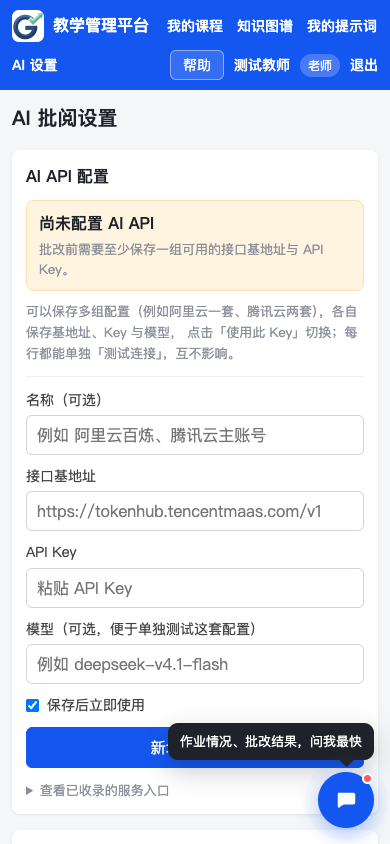 教学管理平台
我的课程
知识图谱
我的提示词
AI 设置
帮助
测试教师
老师
退出
AI 批阅设置
AI API 配置
尚未配置 AI API
批改前需要至少保存一组可用的接口基地址与 API
Key。
可以保存多组配置（例如阿里云一套、腾讯云两套），各自
保存基地址、Key 与模型， 点击「使用此 Key」切换；每
行都能单独「测试连接」，互不影响。
名称（可选）
例如 阿里云百炼、腾讯云主账号
接口基地址
https://tokenhub.tencentmaas.com/v1
API Key
粘贴 API Key
模型（可选，便于单独测试这套配置）
例如 deepseek-v4.1-flash
保存后立即使用
作业情况、批改结果，问我最快
查看已收录的服务入口